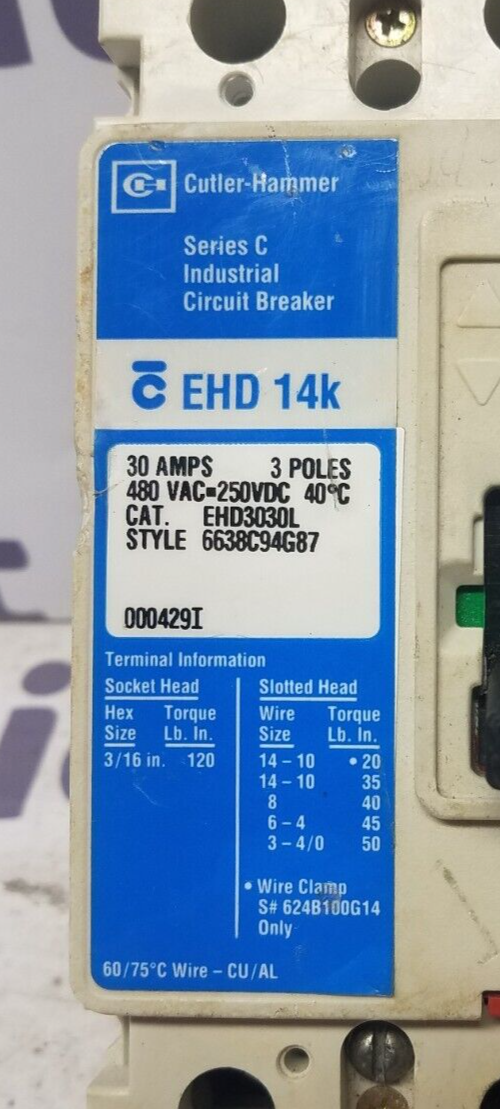 CH Cutler-Hammer
Series C
Industrial
Circuit Breaker
C EHD 14k
30 AMPS 3 POLES
480 VAC=250VDC 40°C
CAT. EHD3030L
STYLE 6638C94G87
000429I
Terminal Information
Socket Head
Hex Torque
Size Lb. In.
3/16 in. 120
Slotted Head
Wire Torque
Size Lb. In.
14 – 10 • 20
14 – 10 35
8 40
6 – 4 45
3 – 4/0 50
• Wire Clamp
S# 624B100G14
Only
60/75°C Wire – CU/AL